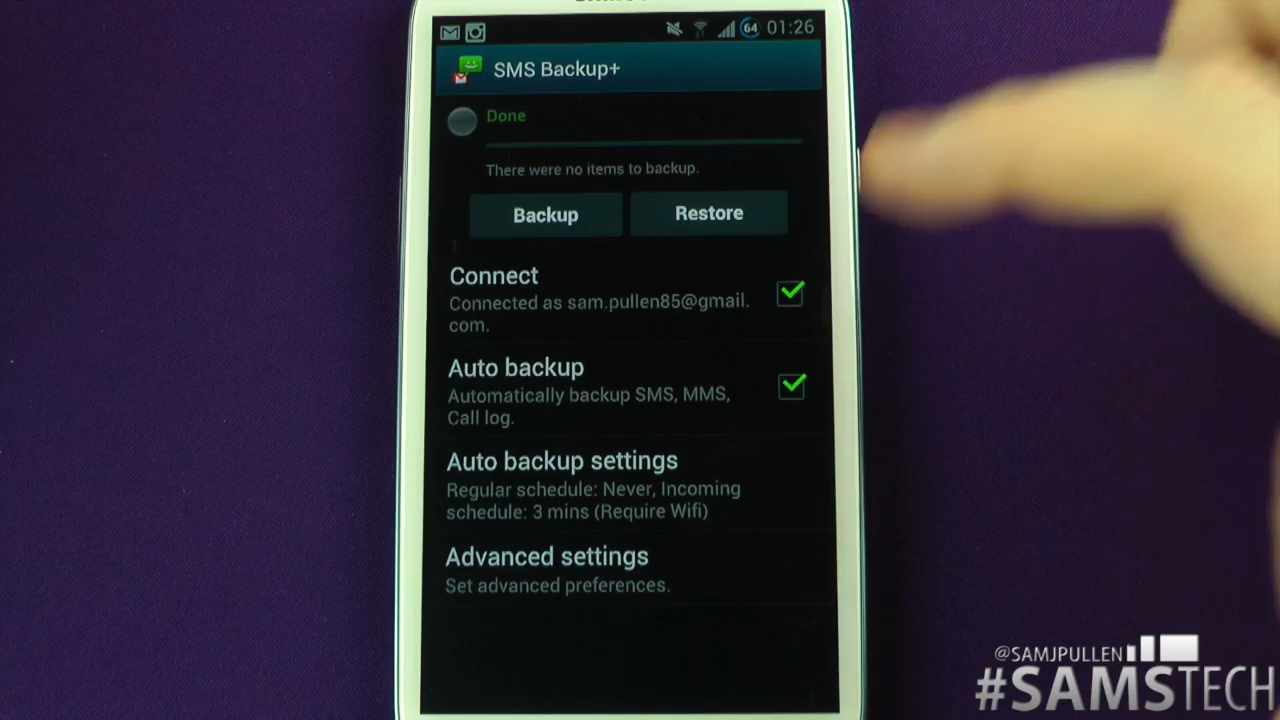 64 01:26
SMS Backup+
Done
There were no items to backup.
Backup Restore
Connect
Connected as sam.pullen85@gmail.
com.
Auto backup
Automatically backup SMS, MMS,
Call log.
Auto backup settings
Regular schedule: Never, Incoming
schedule: 3 mins (Require Wifi)
Advanced settings
Set advanced preferences.
@SAMJPULLEN
#SAMSTECH